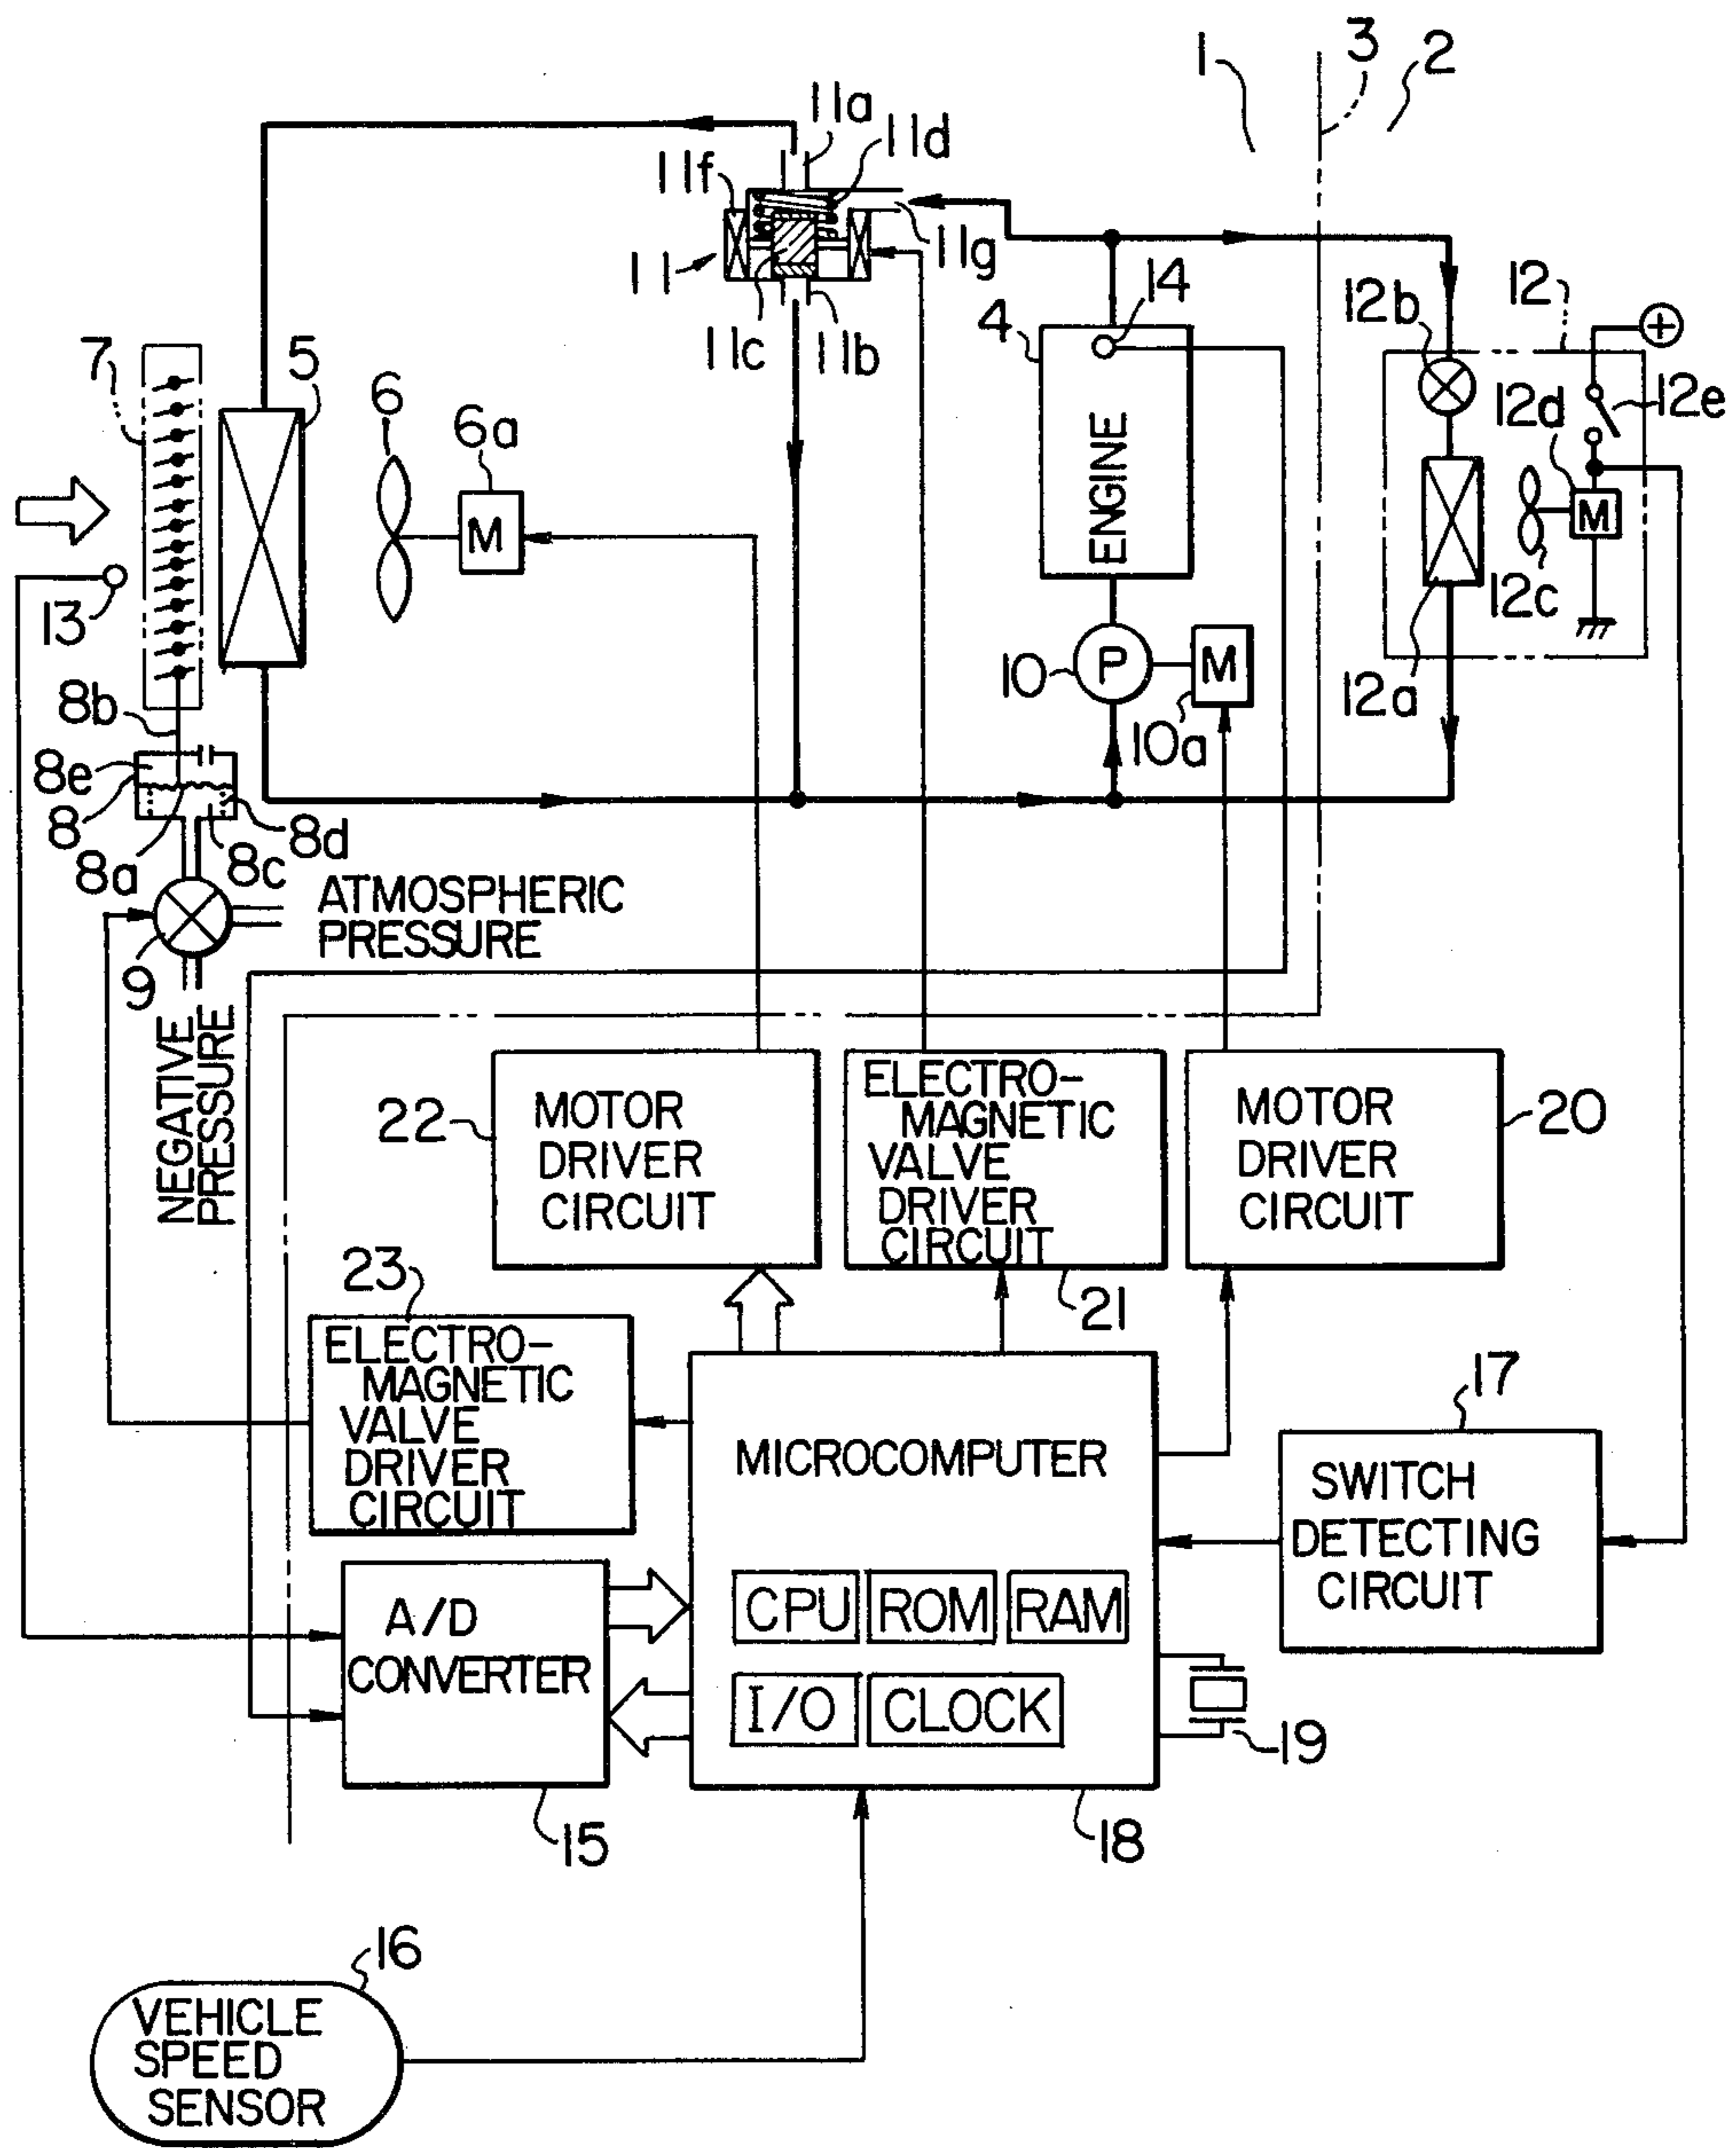 1
3
2
11a
11d
11f
11g
11
11c
11b
14
4
12b
12
+
7
5
6
6a
M
ENGINE
12d
12e
M
12c
13
10
P
M
12a
10a
8b
8e
8
8d
8a
8c
ATMOSPHERIC
PRESSURE
9
NEGATIVE
PRESSURE
22
MOTOR
DRIVER
CIRCUIT
ELECTRO-
MAGNETIC
VALVE
DRIVER
CIRCUIT
21
MOTOR
DRIVER
CIRCUIT
20
23
ELECTRO-
MAGNETIC
VALVE
DRIVER
CIRCUIT
MICROCOMPUTER
CPU ROM RAM
I/O CLOCK
17
SWITCH
DETECTING
CIRCUIT
A/D
CONVERTER
19
15
18
16
VEHICLE
SPEED
SENSOR